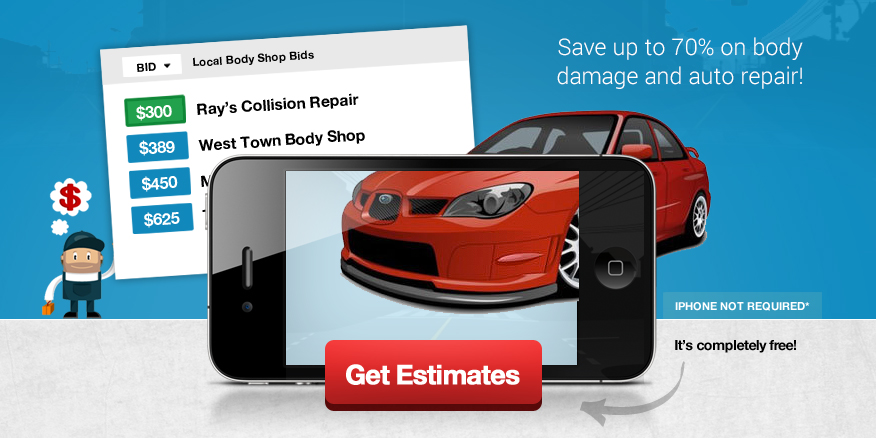 Save up to 70% on body
damage and auto repair!
BID
Local Body Shop Bids
$300 Ray's Collision Repair
$389 West Town Body Shop
$450
$625
$
IPHONE NOT REQUIRED*
It's completely free!
Get Estimates